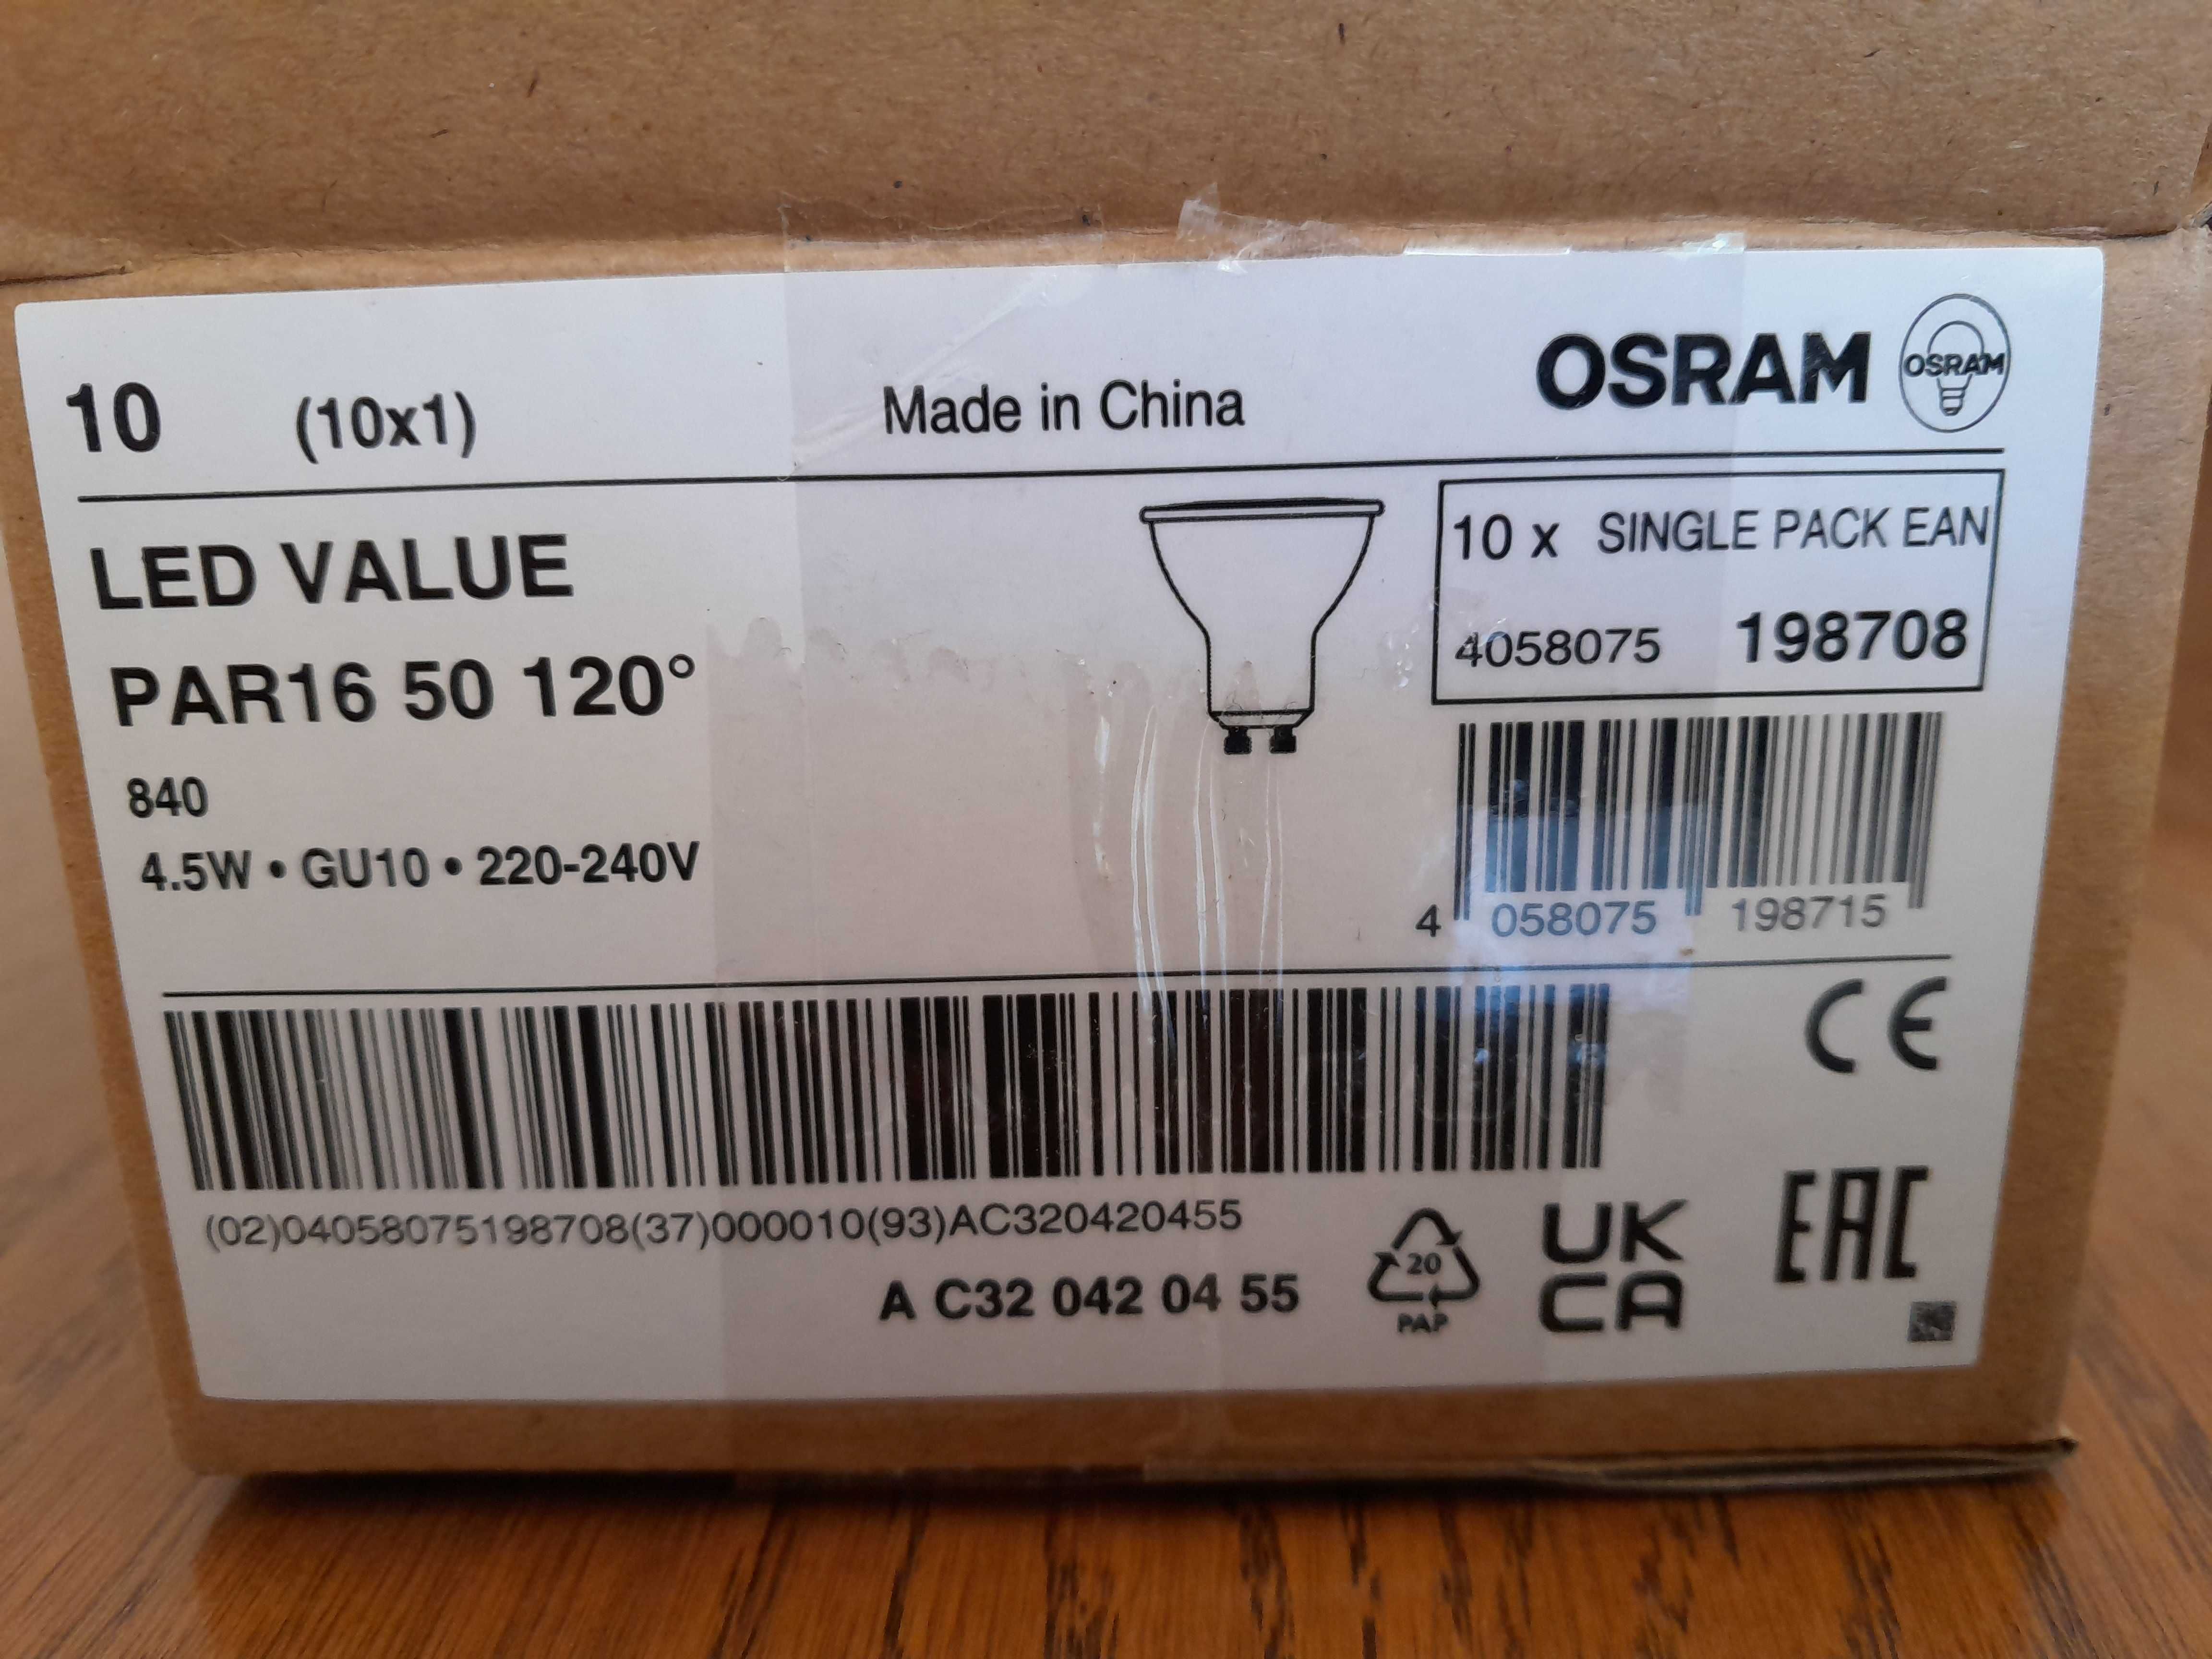 10 (10x1) Made in China OSRAM OSRAM
LED VALUE
PAR16 50 120°
840
4.5W • GU10 • 220-240V
10 x SINGLE PACK EAN
4058075 198708
4 058075 198715
CE
(02)04058075198708(37)000010(93)AC320420455
A C32 042 04 55
20
PAP
UK
CA
EAC